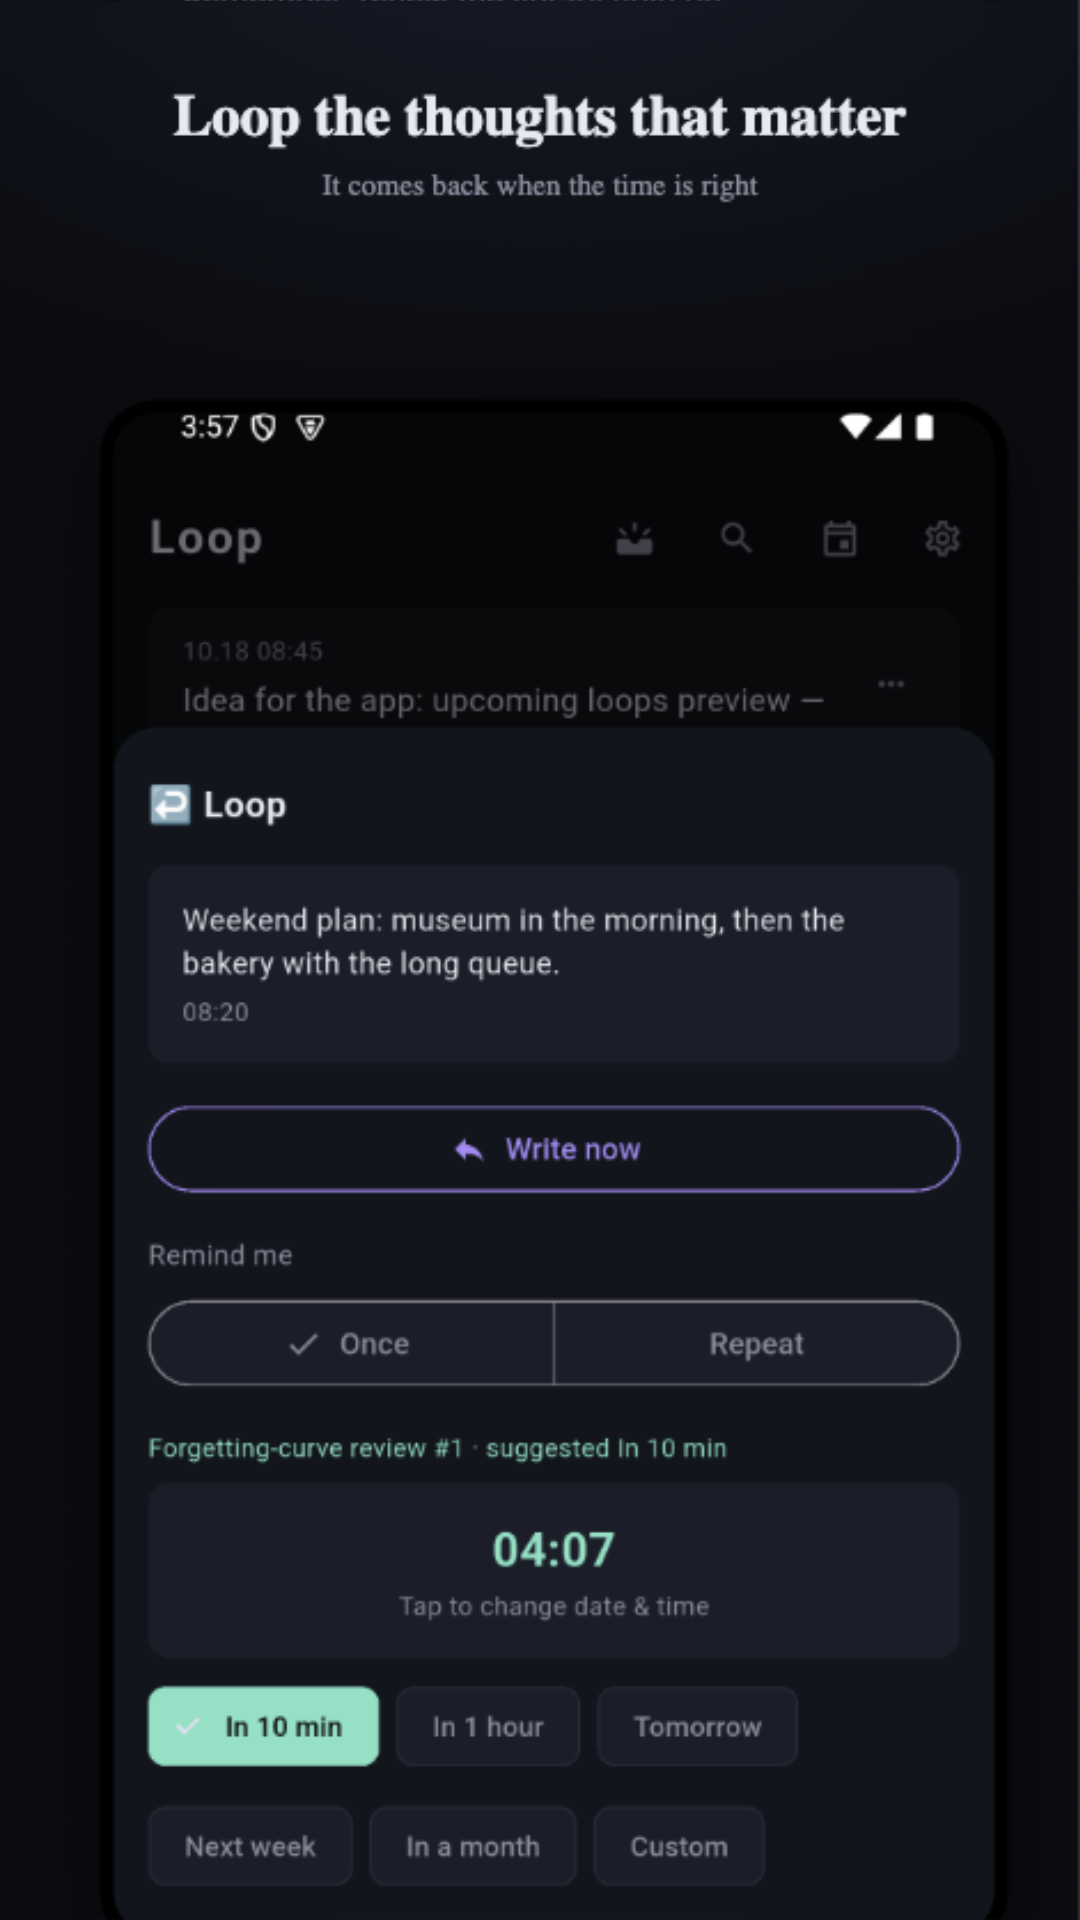 Loop the thoughts that matter
It comes back when the time is right
3:57
Loop
10.18 08:45
Idea for the app: upcoming loops preview —
Loop
Weekend plan: museum in the morning, then the
bakery with the long queue.
08:20
Write now
Remind me
Once Repeat
Forgetting-curve review #1 · suggested In 10 min
04:07
Tap to change date & time
In 10 min In 1 hour Tomorrow
Next week In a month Custom